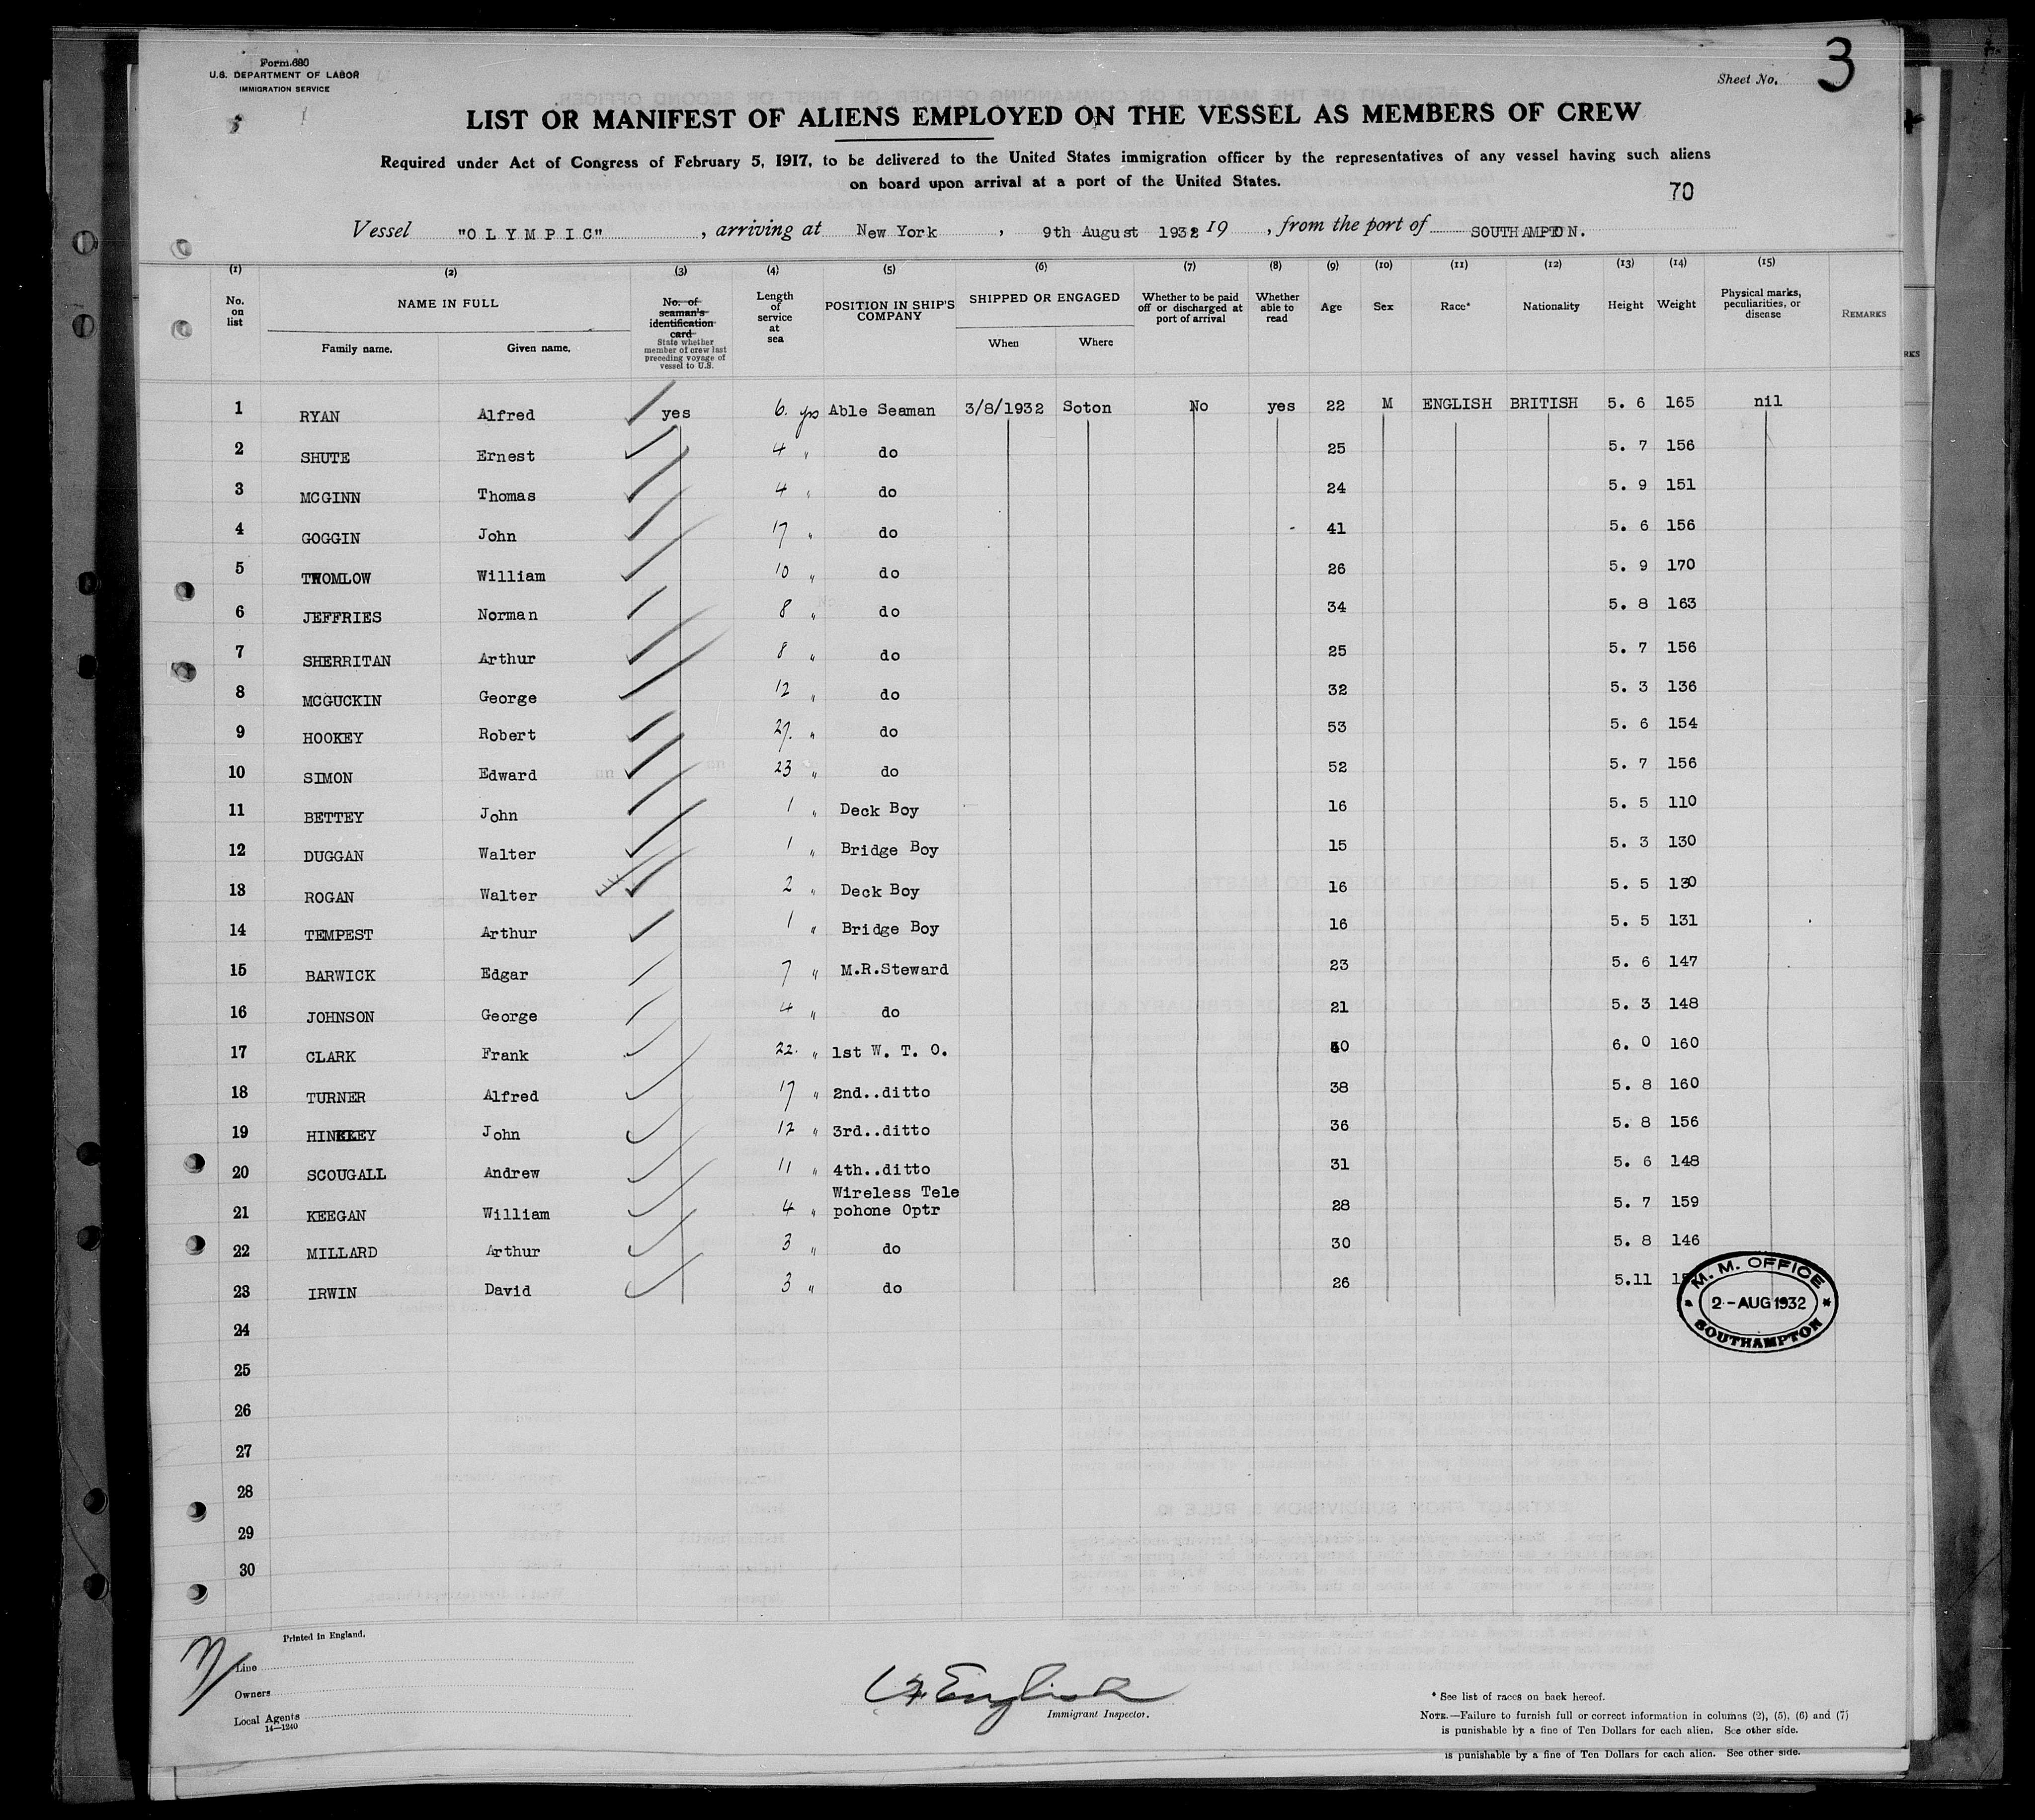 Form 680
U.S. DEPARTMENT OF LABOR
IMMIGRATION SERVICE
Sheet No. 3
LIST OR MANIFEST OF ALIENS EMPLOYED ON THE VESSEL AS MEMBERS OF CREW
Required under Act of Congress of February 5, 1917, to be delivered to the United States immigration officer by the representatives of any vessel having such aliens
on board upon arrival at a port of the United States.
70
Vessel "OLYMPIC", arriving at New York, 9th August 1932 19, from the port of SOUTHAMPTON.
(1) (2) (3) (4) (5) (6) (7) (8) (9) (10) (11) (12) (13) (14) (15)
No. on list NAME IN FULL Family name. Given name. No. of seaman's identification card State whether member of crew last preceding voyage of vessel to U.S. Length of service at sea POSITION IN SHIP'S COMPANY SHIPPED OR ENGAGED When Where Whether to be paid off or discharged at port of arrival Whether able to read Age Sex Race* Nationality Height Weight Physical marks, peculiarities, or disease REMARKS
RKS
1 RYAN Alfred yes 6. yrs Able Seaman 3/8/1932 Soton No yes 22 M ENGLISH BRITISH 5. 6 165 nil
2 SHUTE Ernest 4 " do 25 5. 7 156
3 MCGINN Thomas 4 " do 24 5. 9 151
4 GOGGIN John 17 " do 41 5. 6 156
5 TWOMLOW William 10 " do 26 5. 9 170
6 JEFFRIES Norman 8 " do 34 5. 8 163
7 SHERRITAN Arthur 8 " do 25 5. 7 156
8 MCGUCKIN George 12 " do 32 5. 3 136
9 HOOKEY Robert 27. " do 53 5. 6 154
10 SIMON Edward 23 " do 52 5. 7 156
11 BETTEY John 1 " Deck Boy 16 5. 5 110
12 DUGGAN Walter 1 " Bridge Boy 15 5. 3 130
13 ROGAN Walter 2 " Deck Boy 16 5. 5 130
14 TEMPEST Arthur 1 " Bridge Boy 16 5. 5 131
15 BARWICK Edgar 7 " M.R.Steward 23 5. 6 147
16 JOHNSON George 4 " do 21 5. 3 148
17 CLARK Frank 22. " 1st W. T. O. 6. 0 160
18 TURNER Alfred 17 " 2nd..ditto 38 5. 8 160
19 John 12 " 3rd..ditto 36 5. 8 156
20 SCOUGALL Andrew 11 " 4th..ditto 31 5. 6 148
21 KEEGAN William 4 " Wireless Tele pohone Optr 28 5. 7 159
22 MILLARD Arthur 3 " do 30 5. 8 146
23 IRWIN David 3 " do 26 5.11
M. M. OFFICE
2-AUG 1932
SOUTHAMPTON
24
25
26
27
28
29
30
Printed in England.
Line
Owners
Local Agents
14—1240
English
Immigrant Inspector.
* See list of races on back hereof.
NOTE.—Failure to furnish full or correct information in columns (2), (5), (6) and (7)
is punishable by a fine of Ten Dollars for each alien. See other side.
is punishable by a fine of Ten Dollars for each alien. See other side.